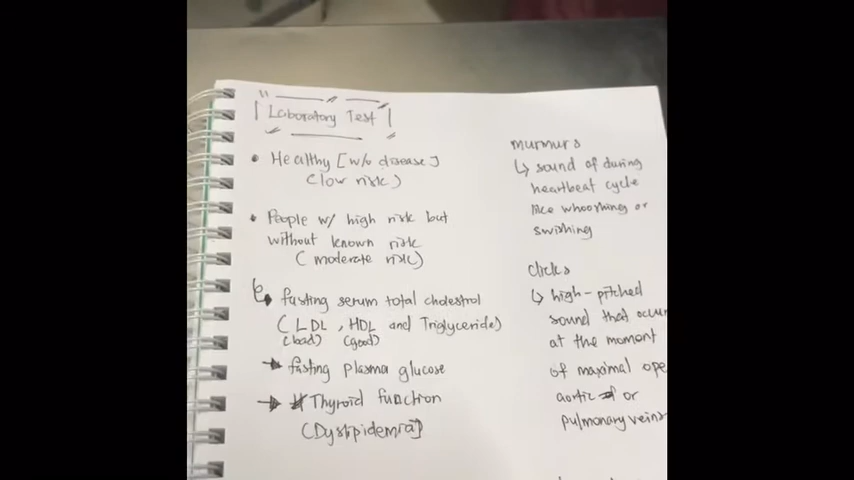 Laboratory Test
• Healthy [w/o disease]
(low risk)
• People w/ high risk but
without known risk
(moderate risk)
fasting serum total cholestrol
(LDL, HDL and Triglyceride)
(bad) (good)
→ fasting plasma glucose
→ Thyroid function
(Dyslipidemia)
murmurs
↳ sound of during
heartbeat cycle
like whooshing or
swishing
clicks
↳ high-pitched
sound that occur
at the moment
of maximal ope
aortic or
pulmonary veins